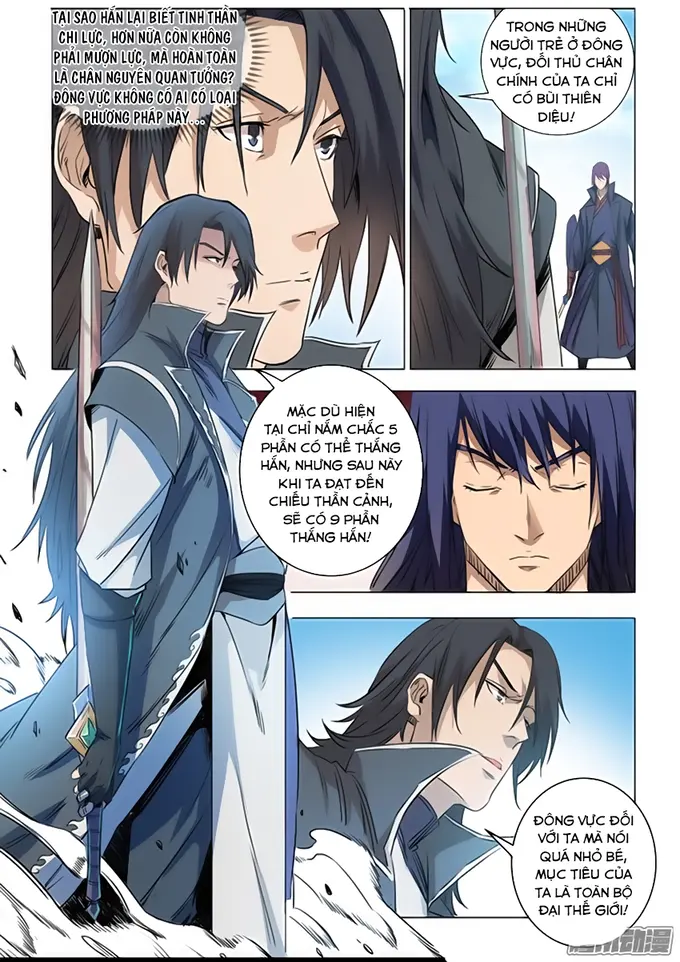 TẠI SAO HẮN LẠI BIẾT TINH THẦN
CHI LỰC, HƠN NỮA CÒN KHÔNG
PHẢI MƯỢN LỰC, MÀ HOÀN TOÀN
LÀ CHÂN NGUYÊN QUAN TƯỞNG?
ĐÔNG VỰC KHÔNG CÓ AI CÓ LOẠI
PHƯƠNG PHÁP NÀY...
TRONG NHỮNG
NGƯỜI TRẺ Ở ĐÔNG
VỰC, ĐỐI THỦ CHÂN
CHÍNH CỦA TA CHỈ
CÓ BÙI THIÊN
DIỆU!
MẶC DÙ HIỆN
TẠI CHỈ NẮM CHẮC 5
PHẦN CÓ THỂ THẮNG
HẮN, NHƯNG SAU NÀY
KHI TA ĐẠT ĐẾN
CHIẾU THẦN CẢNH,
SẼ CÓ 9 PHẦN
THẮNG HẮN!
ĐÔNG VỰC ĐỐI
VỚI TA MÀ NÓI
QUÁ NHỎ BÉ,
MỤC TIÊU CỦA
TA LÀ TOÀN BỘ
ĐẠI THẾ GIỚI!
动漫